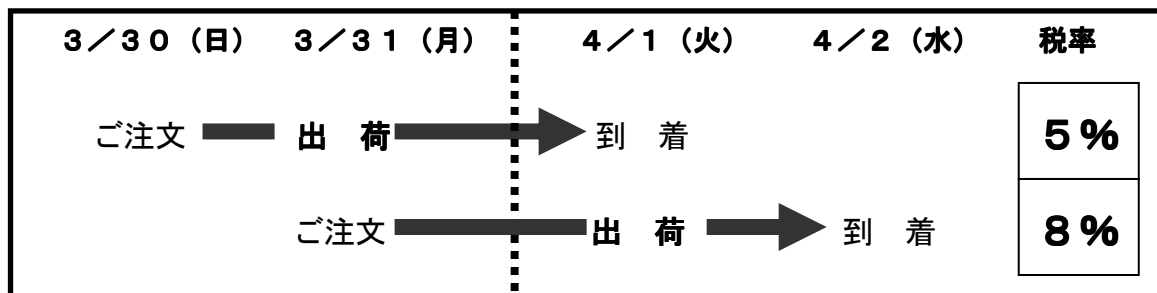 ３／３０（日） ３／３１（月） ４／１（火） ４／２（水） 税率
ご注文 出 荷 到 着 ５％
ご注文 出 荷 到 着 ８％